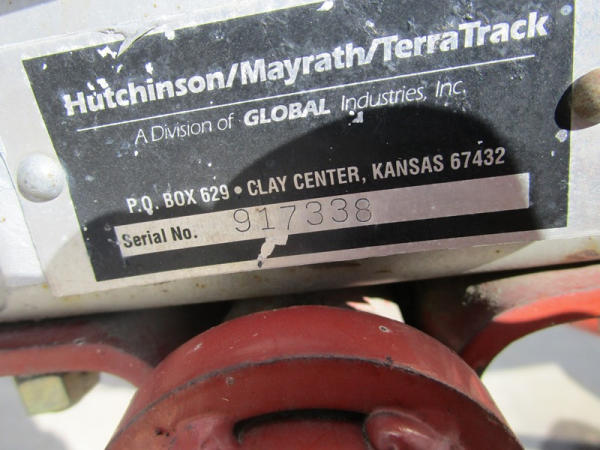 Hutchinson/Mayrath/TerraTrack
A Division of GLOBAL Industries, Inc.
P.O. BOX 629 • CLAY CENTER, KANSAS 67432
Serial No. 917338